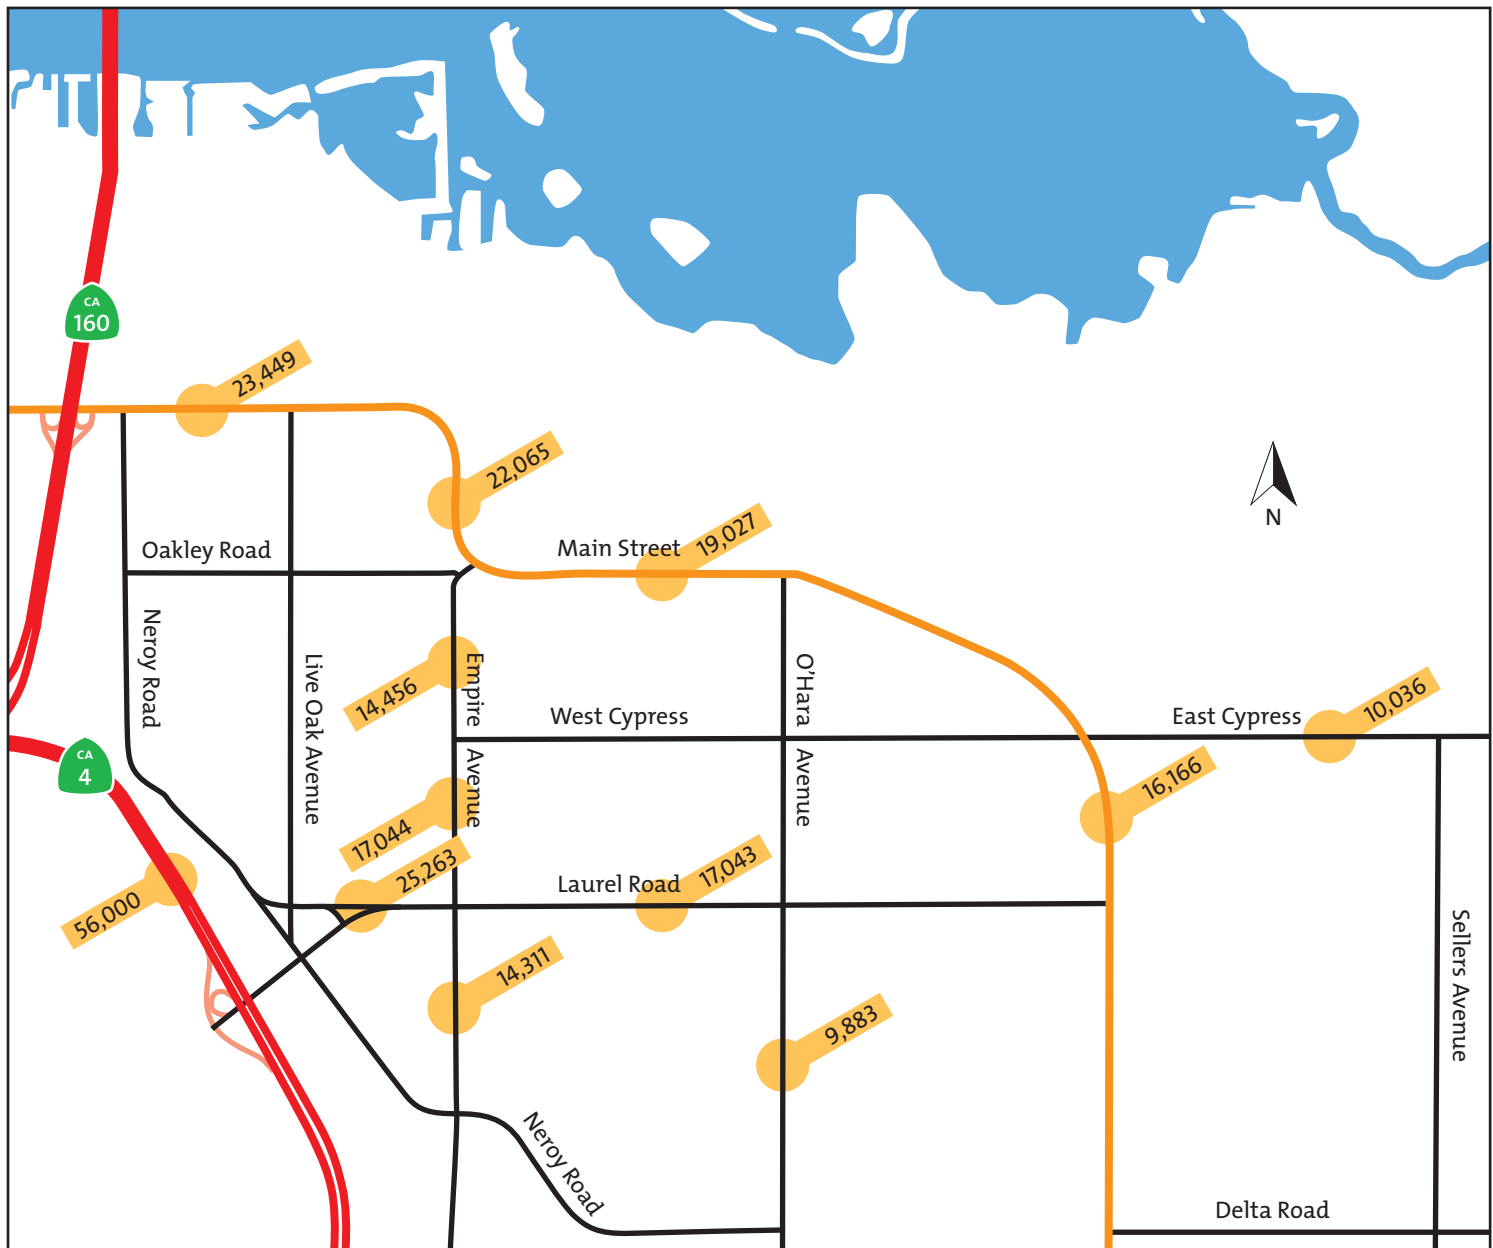 CA
160
23,449
22,065
N
19,027
Main Street
Oakley Road
Neroy Road
Live Oak Avenue
Empire Avenue
O'Hara Avenue
14,456
10,036
West Cypress
East Cypress
CA
4
16,166
17,044
25,263
17,043
Laurel Road
56,000
Sellers Avenue
14,311
9,883
Neroy Road
Delta Road